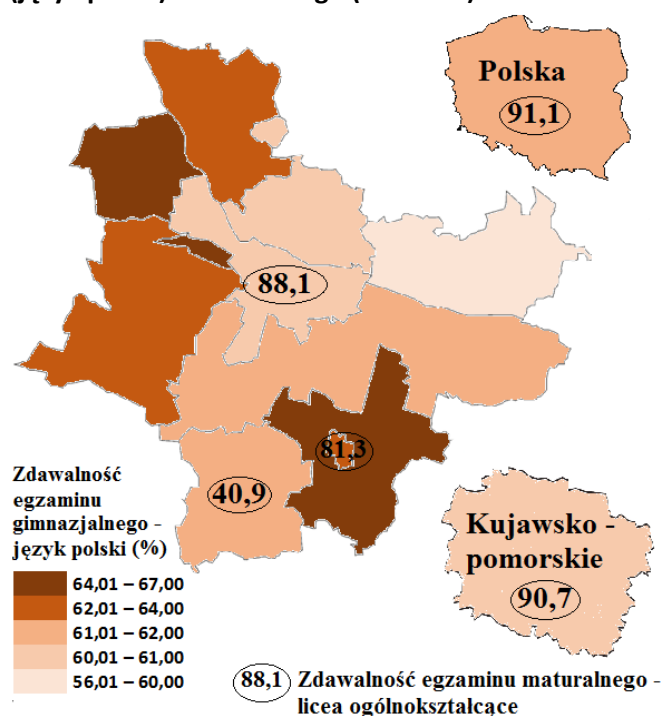 Polska
91,1
88,1
81,3
40,9
Zdawalność
egzaminu
gimnazjalnego -
język polski (%)
64,01 – 67,00
62,01 – 64,00
61,01 – 62,00
60,01 – 61,00
56,01 – 60,00
Kujawsko -
pomorskie
90,7
88,1 Zdawalność egzaminu maturalnego -
licea ogólnokształcące